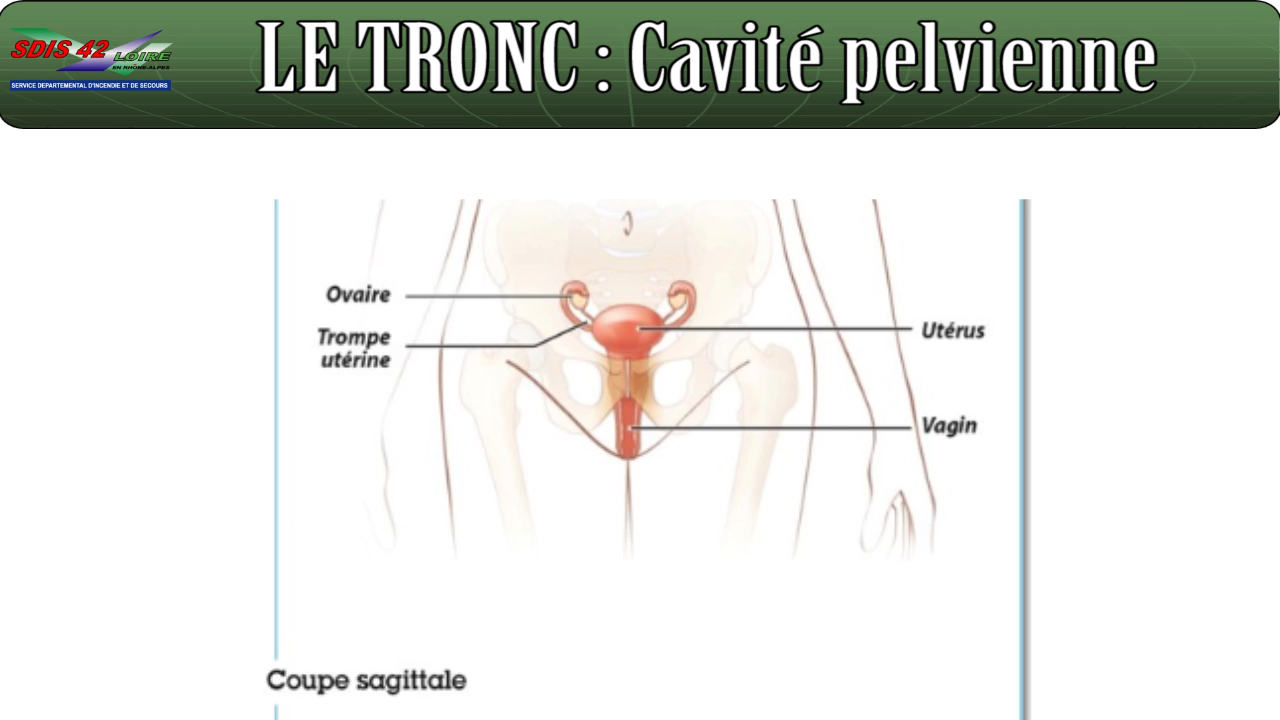 LE TRONC : Cavité pelvienne
SDIS 42
LOIRE
EN RHÔNE-ALPES
SERVICE DEPARTEMENTAL D'INCENDIE ET DE SECOURS
Ovaire
Trompe
utérine
Utérus
Vagin
Coupe sagittale